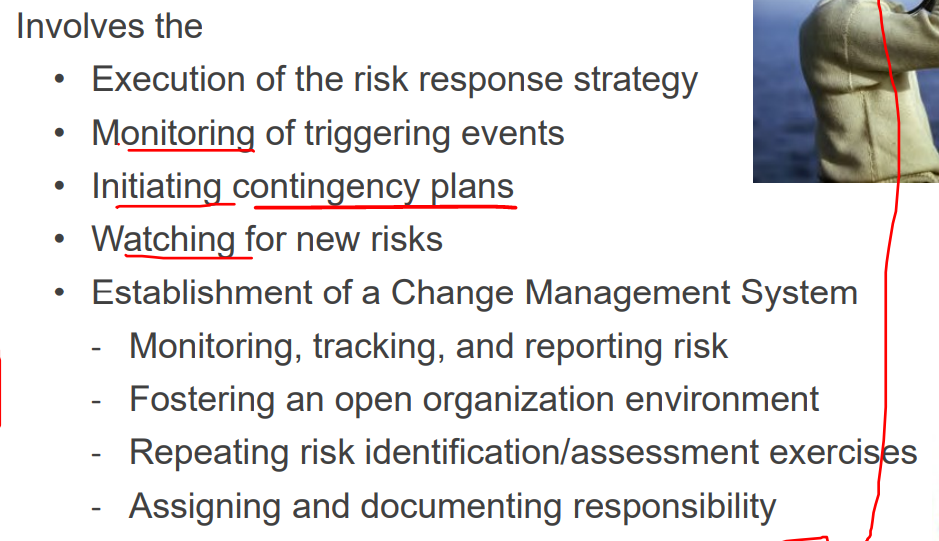 Involves the
• Execution of the risk response strategy
• Monitoring of triggering events
• Initiating contingency plans
• Watching for new risks
• Establishment of a Change Management System
- Monitoring, tracking, and reporting risk
- Fostering an open organization environment
- Repeating risk identification/assessment exercises
- Assigning and documenting responsibility